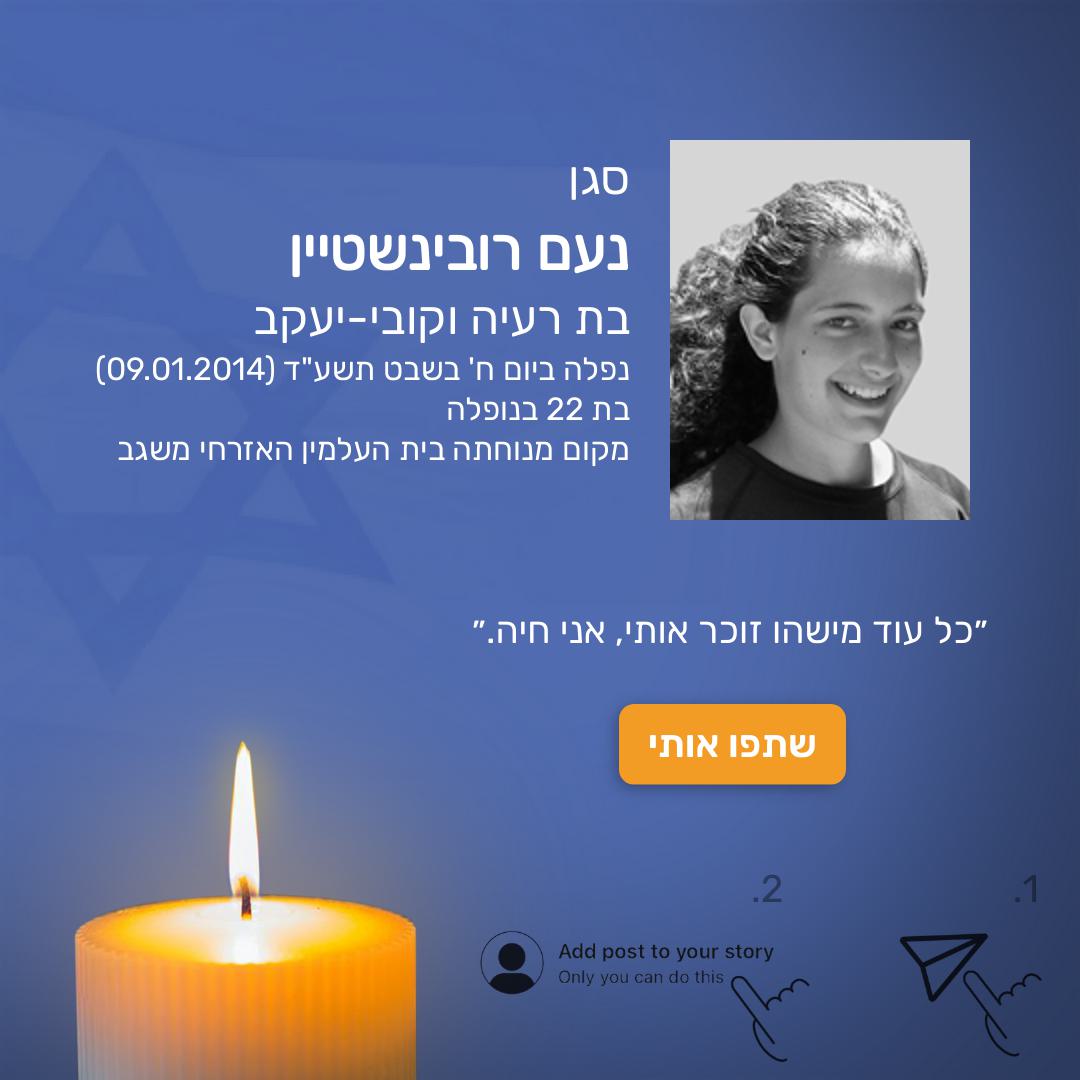 סגן
נעם רובינשטיין
בת רעיה וקובי-יעקב
נפלה ביום ח' בשבט תשע"ד (09.01.2014)
בת 22 בנופלה
מקום מנוחתה בית העלמין האזרחי משגב
״כל עוד מישהו זוכר אותי, אני חיה.״
שתפו אותי
1.
2.
Add post to your story
Only you can do this